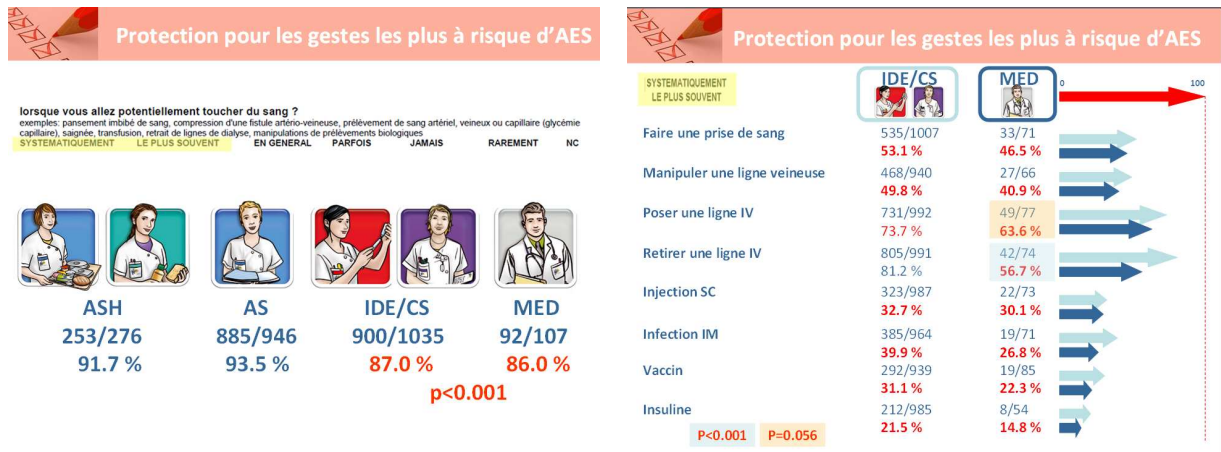 Protection pour les gestes les plus à risque d’AES
lorsque vous allez potentiellement toucher du sang ?
exemples: pansement imbibé de sang, compression d'une fistule artério-veineuse, prélèvement de sang artériel, veineux ou capillaire (glycémie
capillaire), saignée, transfusion, retrait de lignes de dialyse, manipulations de prélèvements biologiques
SYSTEMATIQUEMENT LE PLUS SOUVENT EN GENERAL PARFOIS JAMAIS RAREMENT NC
ASH AS IDE/CS MED
253/276 885/946 900/1035 92/107
91.7 % 93.5 % 87.0 % 86.0 %
p<0.001
Protection pour les gestes les plus à risque d’AES
SYSTEMATIQUEMENT
LE PLUS SOUVENT
IDE/CS MED
0 100
Faire une prise de sang 535/1007 33/71
53.1 % 46.5 %
Manipuler une ligne veineuse 468/940 27/66
49.8 % 40.9 %
Poser une ligne IV 731/992 49/77
73.7 % 63.6 %
Retirer une ligne IV 805/991 42/74
81.2 % 56.7 %
Injection SC 323/987 22/73
32.7 % 30.1 %
Infection IM 385/964 19/71
39.9 % 26.8 %
Vaccin 292/939 19/85
31.1 % 22.3 %
Insuline 212/985 8/54
21.5 % 14.8 %
P<0.001 P=0.056